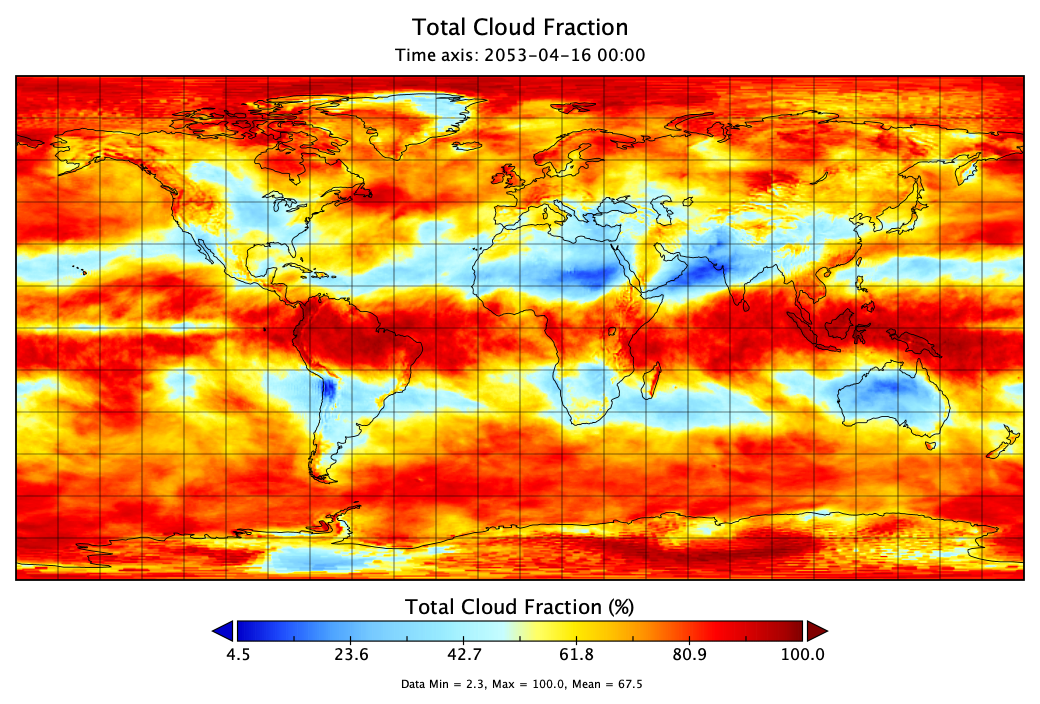 Total Cloud Fraction
Time axis: 2053-04-16 00:00
Total Cloud Fraction (%)
4.5 23.6 42.7 61.8 80.9 100.0
Data Min = 2.3, Max = 100.0, Mean = 67.5